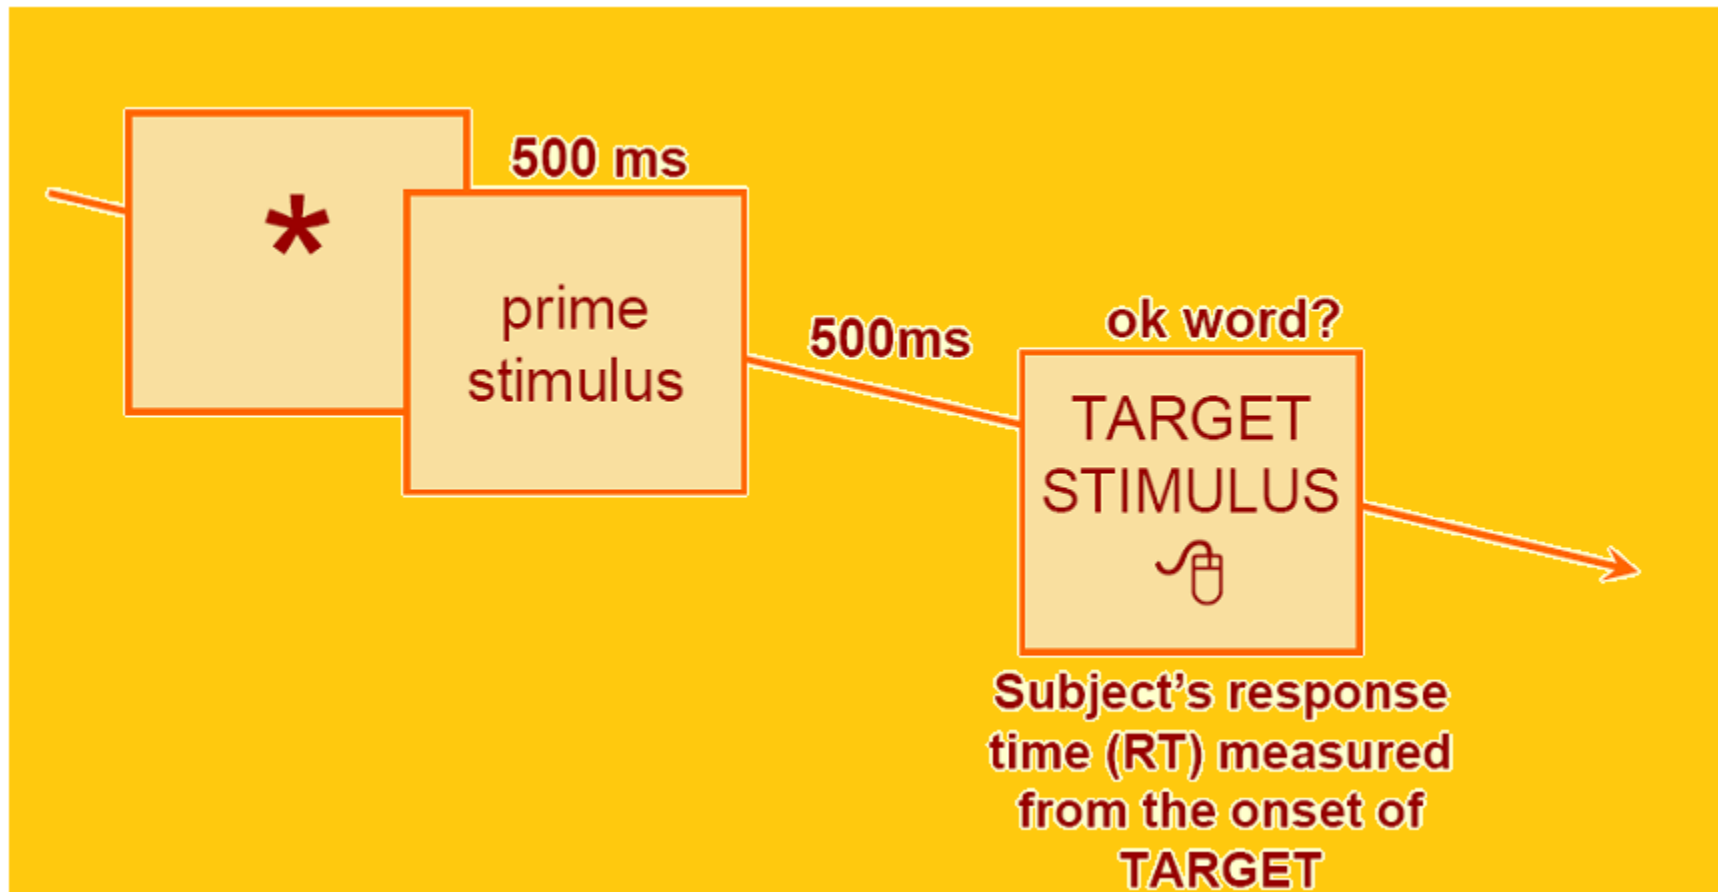 *
500 ms
prime
stimulus
500ms
ok word?
TARGET
STIMULUS
Subject’s response
time (RT) measured
from the onset of
TARGET